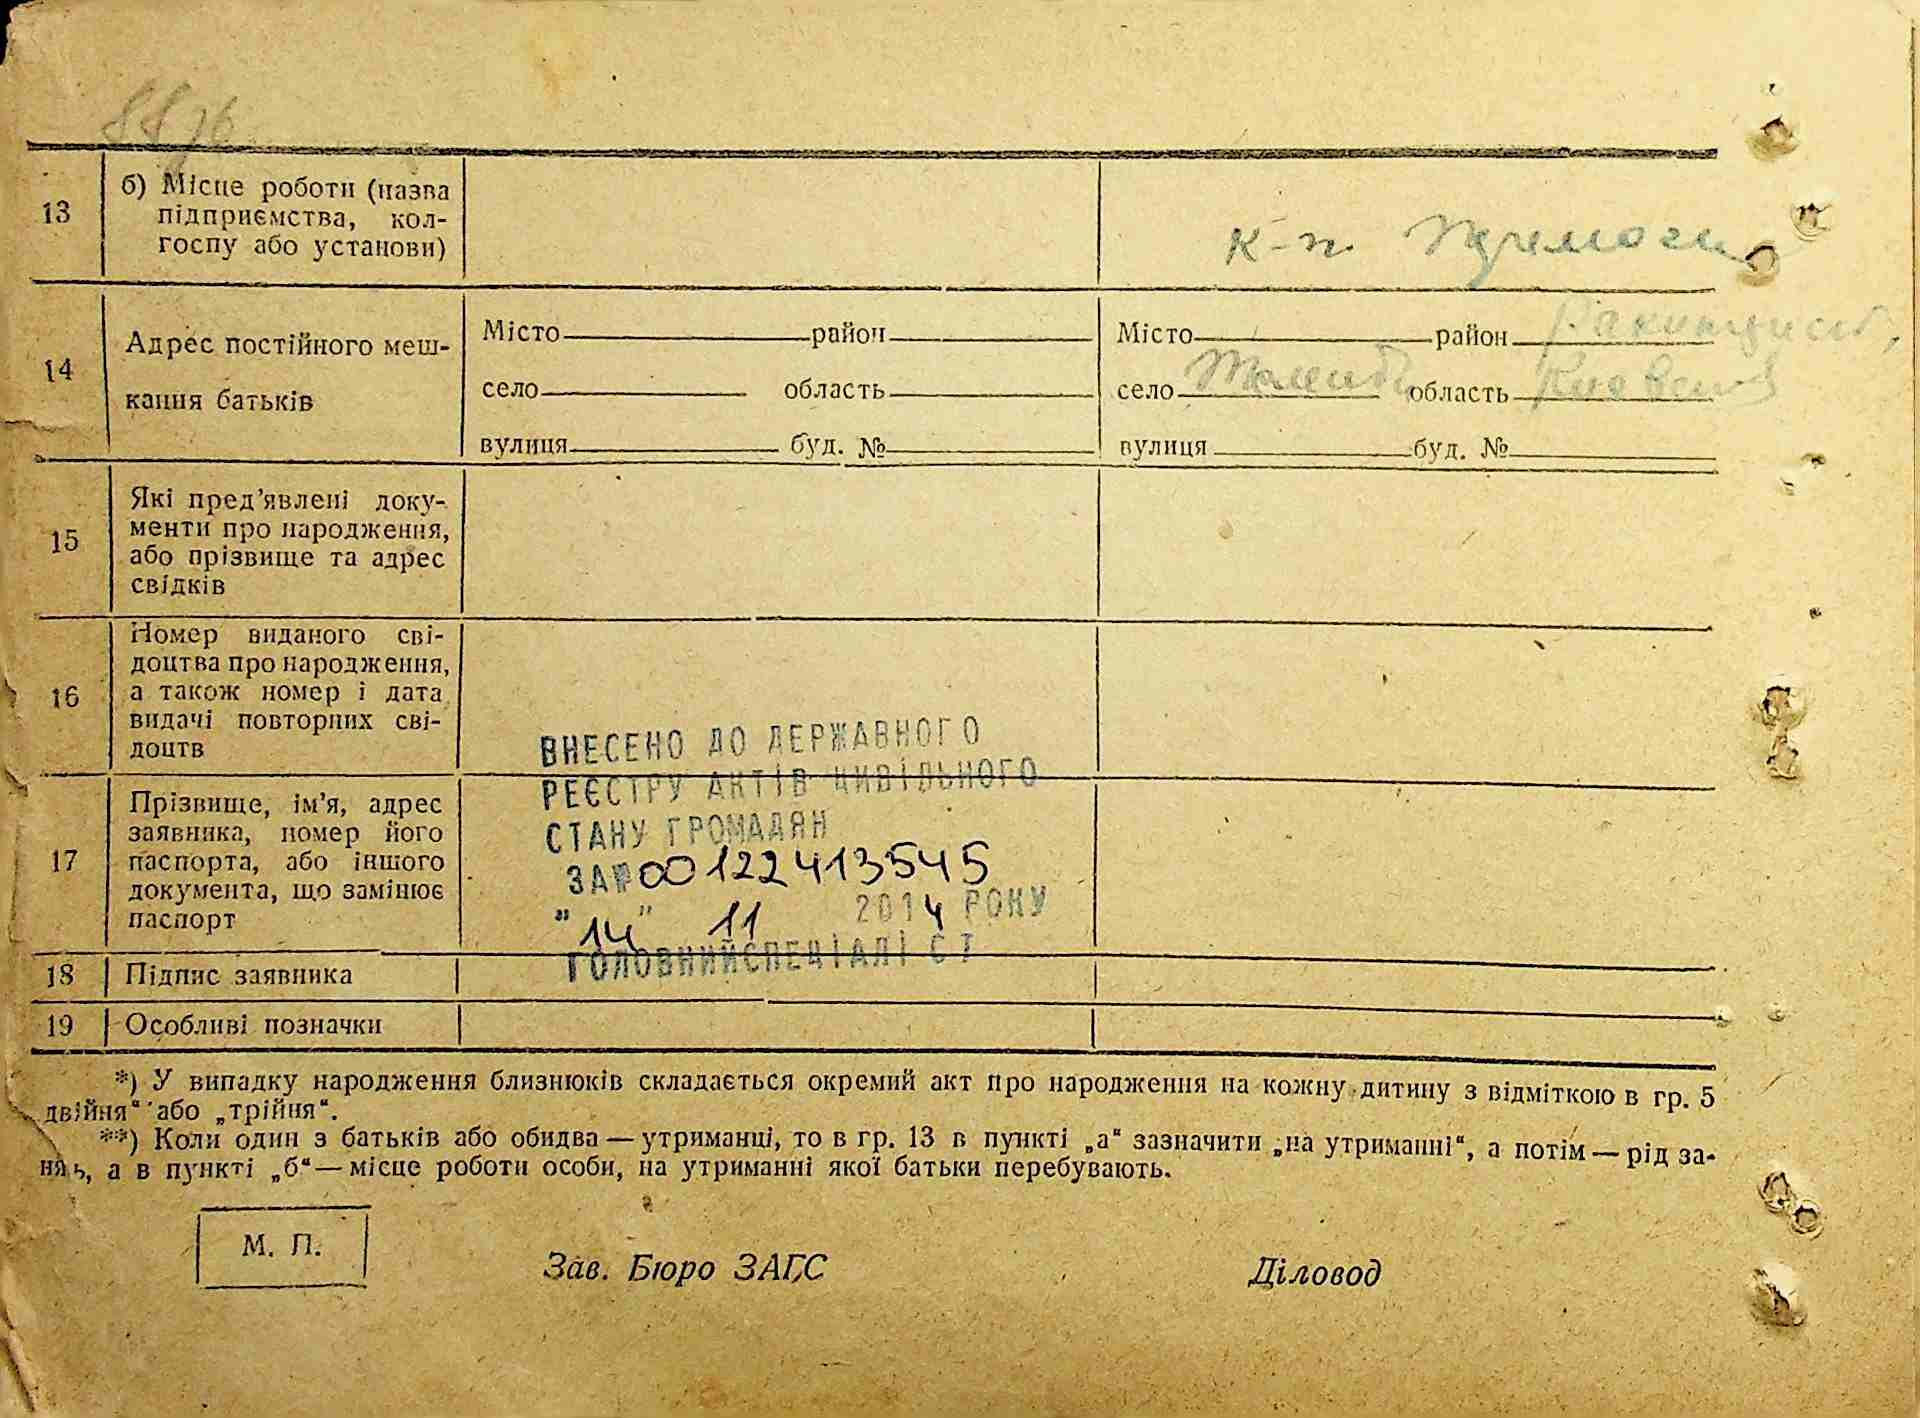 13
б) Місце роботи (назва
підприємства, кол-
госпу або установи)
к-п Перемоги
14
Адрес постійного меш-
кання батьків
Місто район
село область
вулиця буд. №
Місто район
село область Київськ
вулиця буд. №
15
Які пред’явлені доку-
менти про народження,
або прізвище та адрес
свідків
16
Номер виданого сві-
доцтва про народження,
а також номер і дата
видачі повторних сві-
доцтв
17
Прізвище, ім’я, адрес
заявника, номер його
паспорта, або іншого
документа, що замінює
паспорт
ВНЕСЕНО ДО ДЕРЖАВНОГО
РЕЄСТРУ АКТІВ ЦИВІЛЬНОГО
СТАНУ ГРОМАДЯН
ЗА№ 001224413545
"14" 11 2014 РОКУ
ГОЛОВНИЙСПЕЦІАЛІСТ
18 Підпис заявника
19 Особливі позначки
*) У випадку народження близнюків складається окремий акт про народження на кожну дитину з відміткою в гр. 5
двійня“ або „трійня“.
**) Коли один з батьків або обидва — утриманці, то в гр. 13 в пункті „а“ зазначити „на утриманні“, а потім — рід за-
нять, а в пункті „б“ — місце роботи особи, на утриманні якої батьки перебувають.
М. П.
Зав. Бюро ЗАГС
Діловод